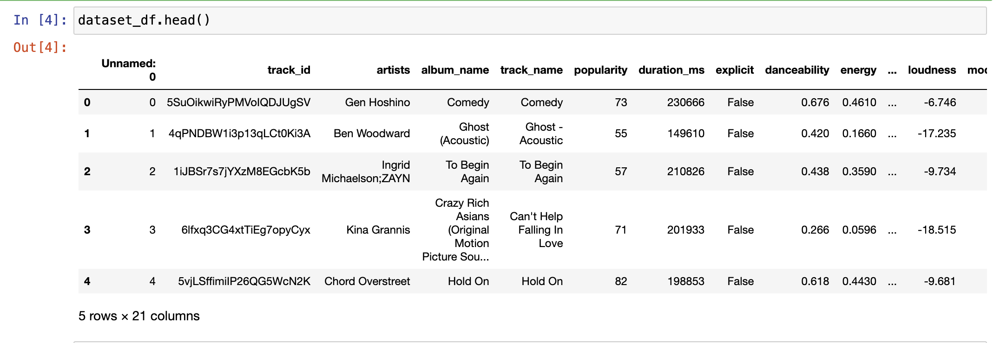 In [4]: dataset_df.head()
Out[4]:
Unnamed: 0 track_id artists album_name track_name popularity duration_ms explicit danceability energy ... loudness moc
0 0 5SuOikwiRyPMVoIQDJUgSV Gen Hoshino Comedy Comedy 73 230666 False 0.676 0.4610 ... -6.746
1 1 4qPNDBW1i3p13qLCt0Ki3A Ben Woodward Ghost (Acoustic) Ghost - Acoustic 55 149610 False 0.420 0.1660 ... -17.235
2 2 1iJBSr7s7jYXzM8EGcbK5b Ingrid Michaelson;ZAYN To Begin Again To Begin Again 57 210826 False 0.438 0.3590 ... -9.734
3 3 6lfxq3CG4xtTiEg7opyCyx Kina Grannis Crazy Rich Asians (Original Motion Picture Sou... Can't Help Falling In Love 71 201933 False 0.266 0.0596 ... -18.515
4 4 5vjLSffimiIP26QG5WcN2K Chord Overstreet Hold On Hold On 82 198853 False 0.618 0.4430 ... -9.681
5 rows × 21 columns